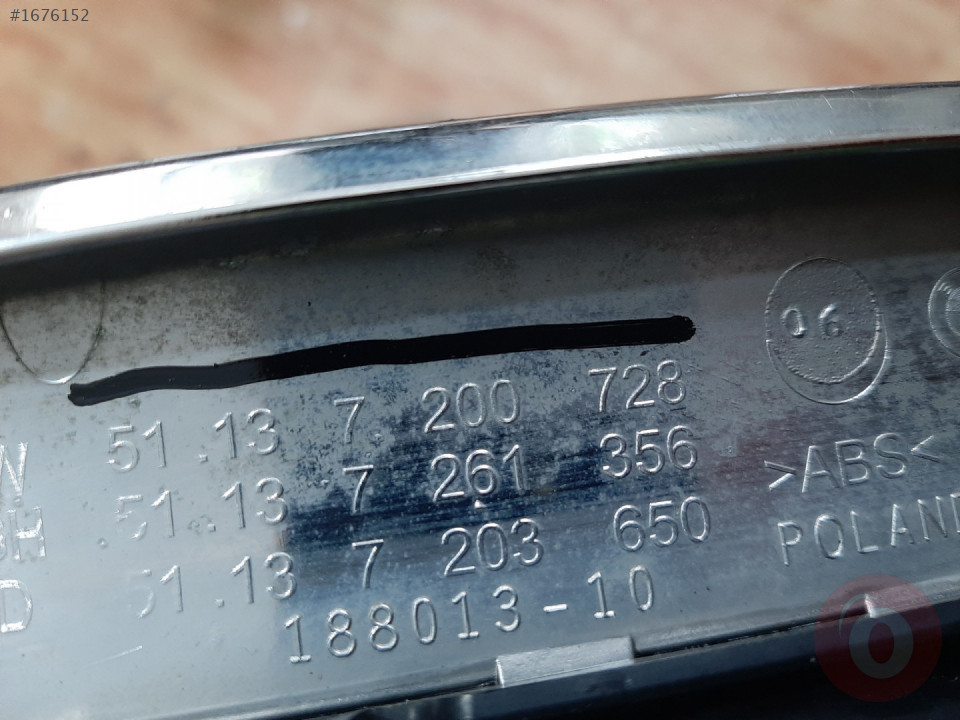 #1676152
06
51.13 7 200 728
51.13 7 261 356
51.13 7 203 650
>ABS<
POLAND
188013-10